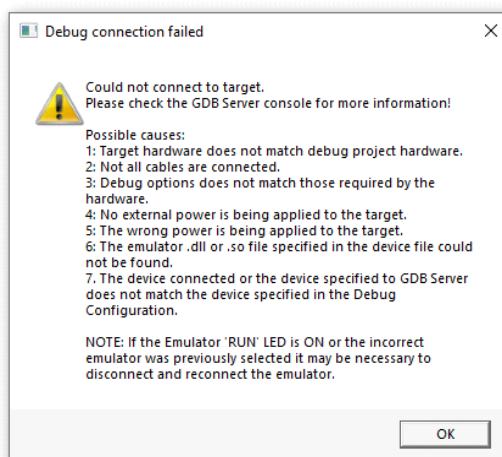 Debug connection failed
Could not connect to target.
Please check the GDB Server console for more information!
Possible causes:
1: Target hardware does not match debug project hardware.
2: Not all cables are connected.
3: Debug options does not match those required by the
hardware.
4: No external power is being applied to the target.
5: The wrong power is being applied to the target.
6: The emulator .dll or .so file specified in the device file could
not be found.
7. The device connected or the device specified to GDB Server
does not match the device specified in the Debug
Configuration.
NOTE: If the Emulator 'RUN' LED is ON or the incorrect
emulator was previously selected it may be necessary to
disconnect and reconnect the emulator.
OK